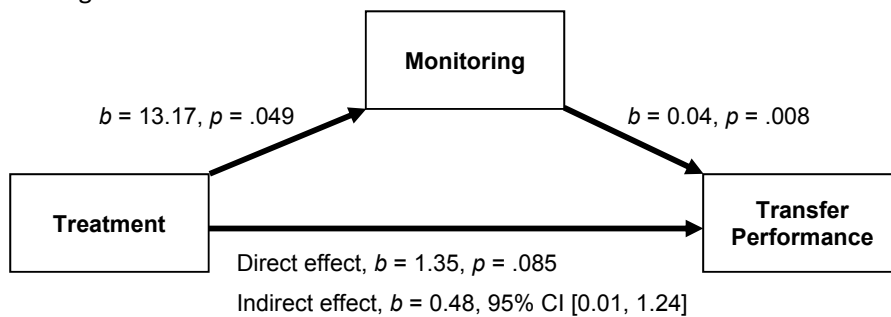 Monitoring
b = 13.17, p = .049
b = 0.04, p = .008
Treatment
Transfer
Performance
Direct effect, b = 1.35, p = .085
Indirect effect, b = 0.48, 95% CI [0.01, 1.24]